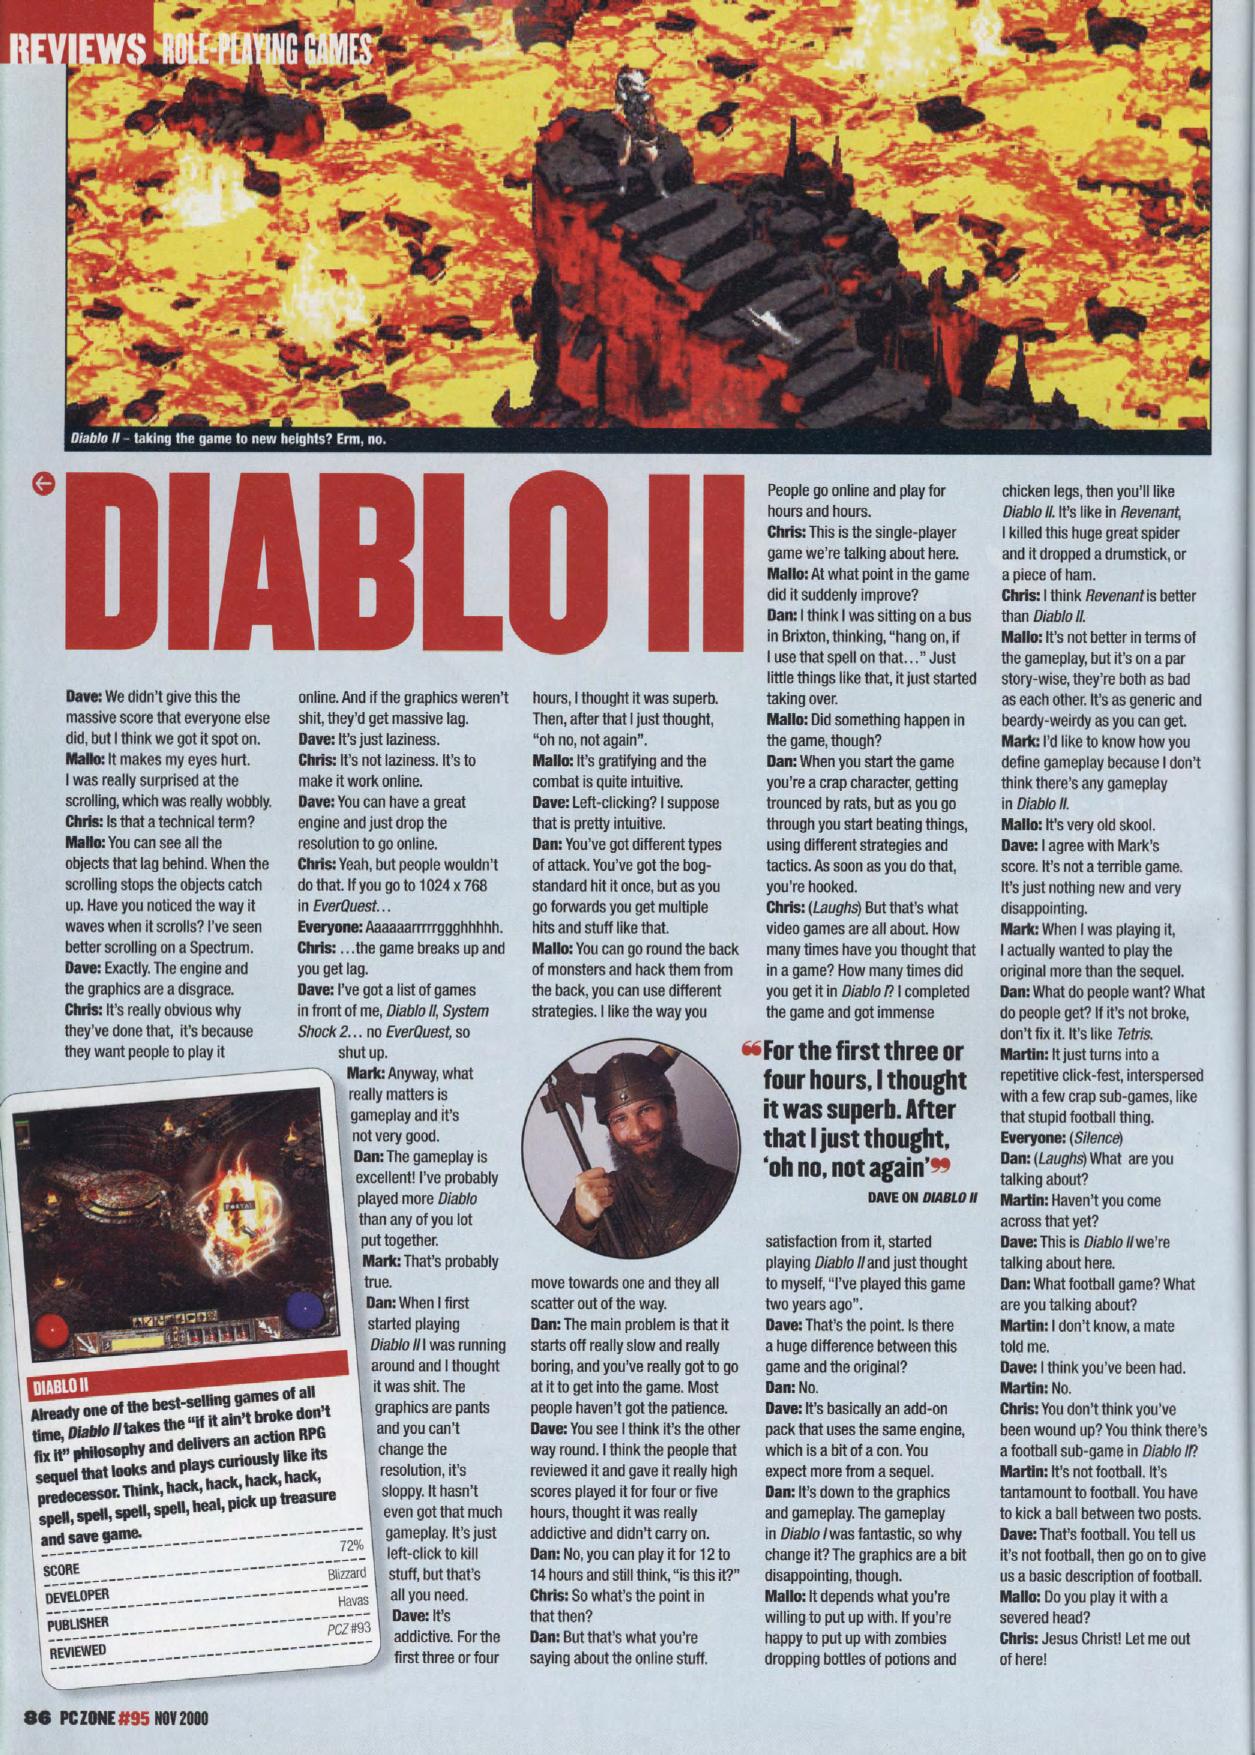 REVIEWS ROLE-PLAYING GAMES
Diablo II – taking the game to new heights? Erm, no.
DIABLO II
Dave: We didn't give this the
massive score that everyone else
did, but I think we got it spot on.
Mallo: It makes my eyes hurt.
I was really surprised at the
scrolling, which was really wobbly.
Chris: Is that a technical term?
Mallo: You can see all the
objects that lag behind. When the
scrolling stops the objects catch
up. Have you noticed the way it
waves when it scrolls? I've seen
better scrolling on a Spectrum.
Dave: Exactly. The engine and
the graphics are a disgrace.
Chris: It's really obvious why
they've done that, it's because
they want people to play it
online. And if the graphics weren't
shit, they'd get massive lag.
Dave: It's just laziness.
Chris: It's not laziness. It's to
make it work online.
Dave: You can have a great
engine and just drop the
resolution to go online.
Chris: Yeah, but people wouldn't
do that. If you go to 1024 x 768
in EverQuest...
Everyone: Aaaaaarrrrrggghhhhh.
Chris: ...the game breaks up and
you get lag.
Dave: I've got a list of games
in front of me, Diablo II, System
Shock 2... no EverQuest, so
shut up.
Mark: Anyway, what
really matters is
gameplay and it's
not very good.
Dan: The gameplay is
excellent! I've probably
played more Diablo
than any of you lot
put together.
Mark: That's probably
true.
Dan: When I first
started playing
Diablo II I was running
around and I thought
it was shit. The
graphics are pants
and you can't
change the
resolution, it's
sloppy. It hasn't
even got that much
gameplay. It's just
left-click to kill
stuff, but that's
all you need.
Dave: It's
addictive. For the
first three or four
hours, I thought it was superb.
Then, after that I just thought,
"oh no, not again".
Mallo: It's gratifying and the
combat is quite intuitive.
Dave: Left-clicking? I suppose
that is pretty intuitive.
Dan: You've got different types
of attack. You've got the bog-
standard hit it once, but as you
go forwards you get multiple
hits and stuff like that.
Mallo: You can go round the back
of monsters and hack them from
the back, you can use different
strategies. I like the way you
move towards one and they all
scatter out of the way.
Dan: The main problem is that it
starts off really slow and really
boring, and you've really got to go
at it to get into the game. Most
people haven't got the patience.
Dave: You see I think it's the other
way round. I think the people that
reviewed it and gave it really high
scores played it for four or five
hours, thought it was really
addictive and didn't carry on.
Dan: No, you can play it for 12 to
14 hours and still think, "is this it?"
Chris: So what's the point in
that then?
Dan: But that's what you're
saying about the online stuff.
People go online and play for
hours and hours.
Chris: This is the single-player
game we're talking about here.
Mallo: At what point in the game
did it suddenly improve?
Dan: I think I was sitting on a bus
in Brixton, thinking, "hang on, if
I use that spell on that..." Just
little things like that, it just started
taking over.
Mallo: Did something happen in
the game, though?
Dan: When you start the game
you're a crap character, getting
trounced by rats, but as you go
through you start beating things,
using different strategies and
tactics. As soon as you do that,
you're hooked.
Chris: (Laughs) But that's what
video games are all about. How
many times have you thought that
in a game? How many times did
you get it in Diablo I? I completed
the game and got immense
"For the first three or
four hours, I thought
it was superb. After
that I just thought,
'oh no, not again'"
DAVE ON DIABLO II
satisfaction from it, started
playing Diablo II and just thought
to myself, "I've played this game
two years ago".
Dave: That's the point. Is there
a huge difference between this
game and the original?
Dan: No.
Dave: It's basically an add-on
pack that uses the same engine,
which is a bit of a con. You
expect more from a sequel.
Dan: It's down to the graphics
and gameplay. The gameplay
in Diablo I was fantastic, so why
change it? The graphics are a bit
disappointing, though.
Mallo: It depends what you're
willing to put up with. If you're
happy to put up with zombies
dropping bottles of potions and
chicken legs, then you'll like
Diablo II. It's like in Revenant,
I killed this huge great spider
and it dropped a drumstick, or
a piece of ham.
Chris: I think Revenant is better
than Diablo II.
Mallo: It's not better in terms of
the gameplay, but it's on a par
story-wise, they're both as bad
as each other. It's as generic and
beardy-weirdy as you can get.
Mark: I'd like to know how you
define gameplay because I don't
think there's any gameplay
in Diablo II.
Mallo: It's very old skool.
Dave: I agree with Mark's
score. It's not a terrible game.
It's just nothing new and very
disappointing.
Mark: When I was playing it,
I actually wanted to play the
original more than the sequel.
Dan: What do people want? What
do people get? If it's not broke,
don't fix it. It's like Tetris.
Martin: It just turns into a
repetitive click-fest, interspersed
with a few crap sub-games, like
that stupid football thing.
Everyone: (Silence)
Dan: (Laughs) What are you
talking about?
Martin: Haven't you come
across that yet?
Dave: This is Diablo II we're
talking about here.
Dan: What football game? What
are you talking about?
Martin: I don't know, a mate
told me.
Dave: I think you've been had.
Martin: No.
Chris: You don't think you've
been wound up? You think there's
a football sub-game in Diablo II?
Martin: It's not football. It's
tantamount to football. You have
to kick a ball between two posts.
Dave: That's football. You tell us
it's not football, then go on to give
us a basic description of football.
Mallo: Do you play it with a
severed head?
Chris: Jesus Christ! Let me out
of here!
PORTAL
DIABLO II
Already one of the best-selling games of all
time, Diablo II takes the "if it ain't broke don't
fix it" philosophy and delivers an action RPG
sequel that looks and plays curiously like its
predecessor. Think, hack, hack, hack, hack,
spell, spell, spell, spell, heal, pick up treasure
and save game.
SCORE 72%
DEVELOPER Blizzard
PUBLISHER Havas
REVIEWED PCZ #93
86 PCZONE #95 NOV 2000